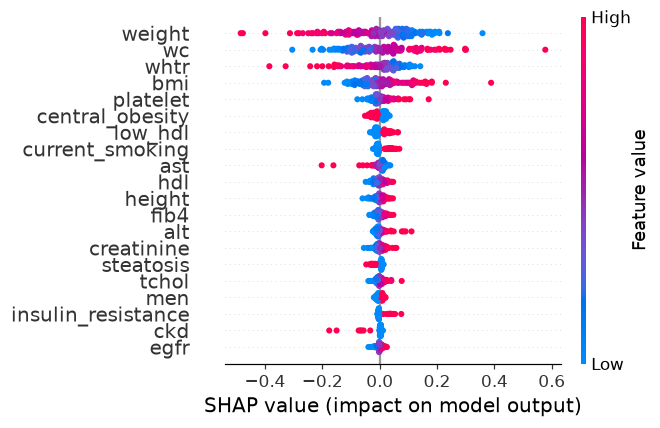 High
weight
wc
whtr
bmi
platelet
central_obesity
low_hdl
current_smoking
ast
hdl
height
fib4
alt
creatinine
steatosis
tchol
men
insulin_resistance
ckd
egfr
Feature value
Low
−0.4 −0.2 0.0 0.2 0.4 0.6
SHAP value (impact on model output)